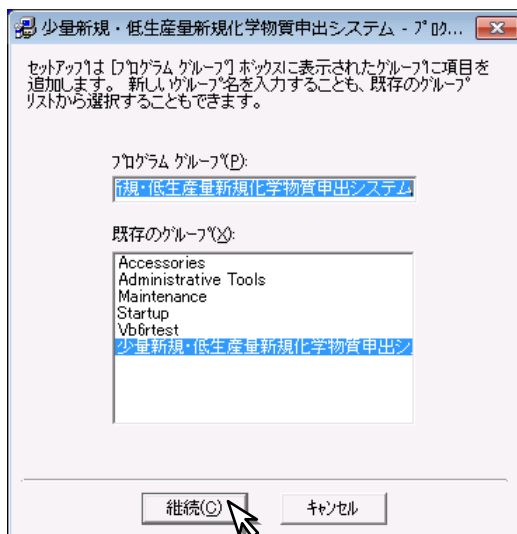 少量新規・低生産量新規化学物質申出システム - ﾌﾟﾛｸ...
ｾｯﾄｱｯﾌﾟは [ﾌﾟﾛｸﾞﾗﾑ ｸﾞﾙｰﾌﾟ] ﾎﾞｯｸｽに表示されたｸﾞﾙｰﾌﾟに項目を
追加します。 新しいｸﾞﾙｰﾌﾟ名を入力することも、既存のｸﾞﾙｰﾌﾟ
ﾘｽﾄから選択することもできます。
ﾌﾟﾛｸﾞﾗﾑ ｸﾞﾙｰﾌﾟ(P):
規・低生産量新規化学物質申出システム
既存のｸﾞﾙｰﾌﾟ(X):
Accessories
Administrative Tools
Maintenance
Startup
Vb6rtest
少量新規・低生産量新規化学物質申出シ
継続(C)
ｷｬﾝｾﾙ